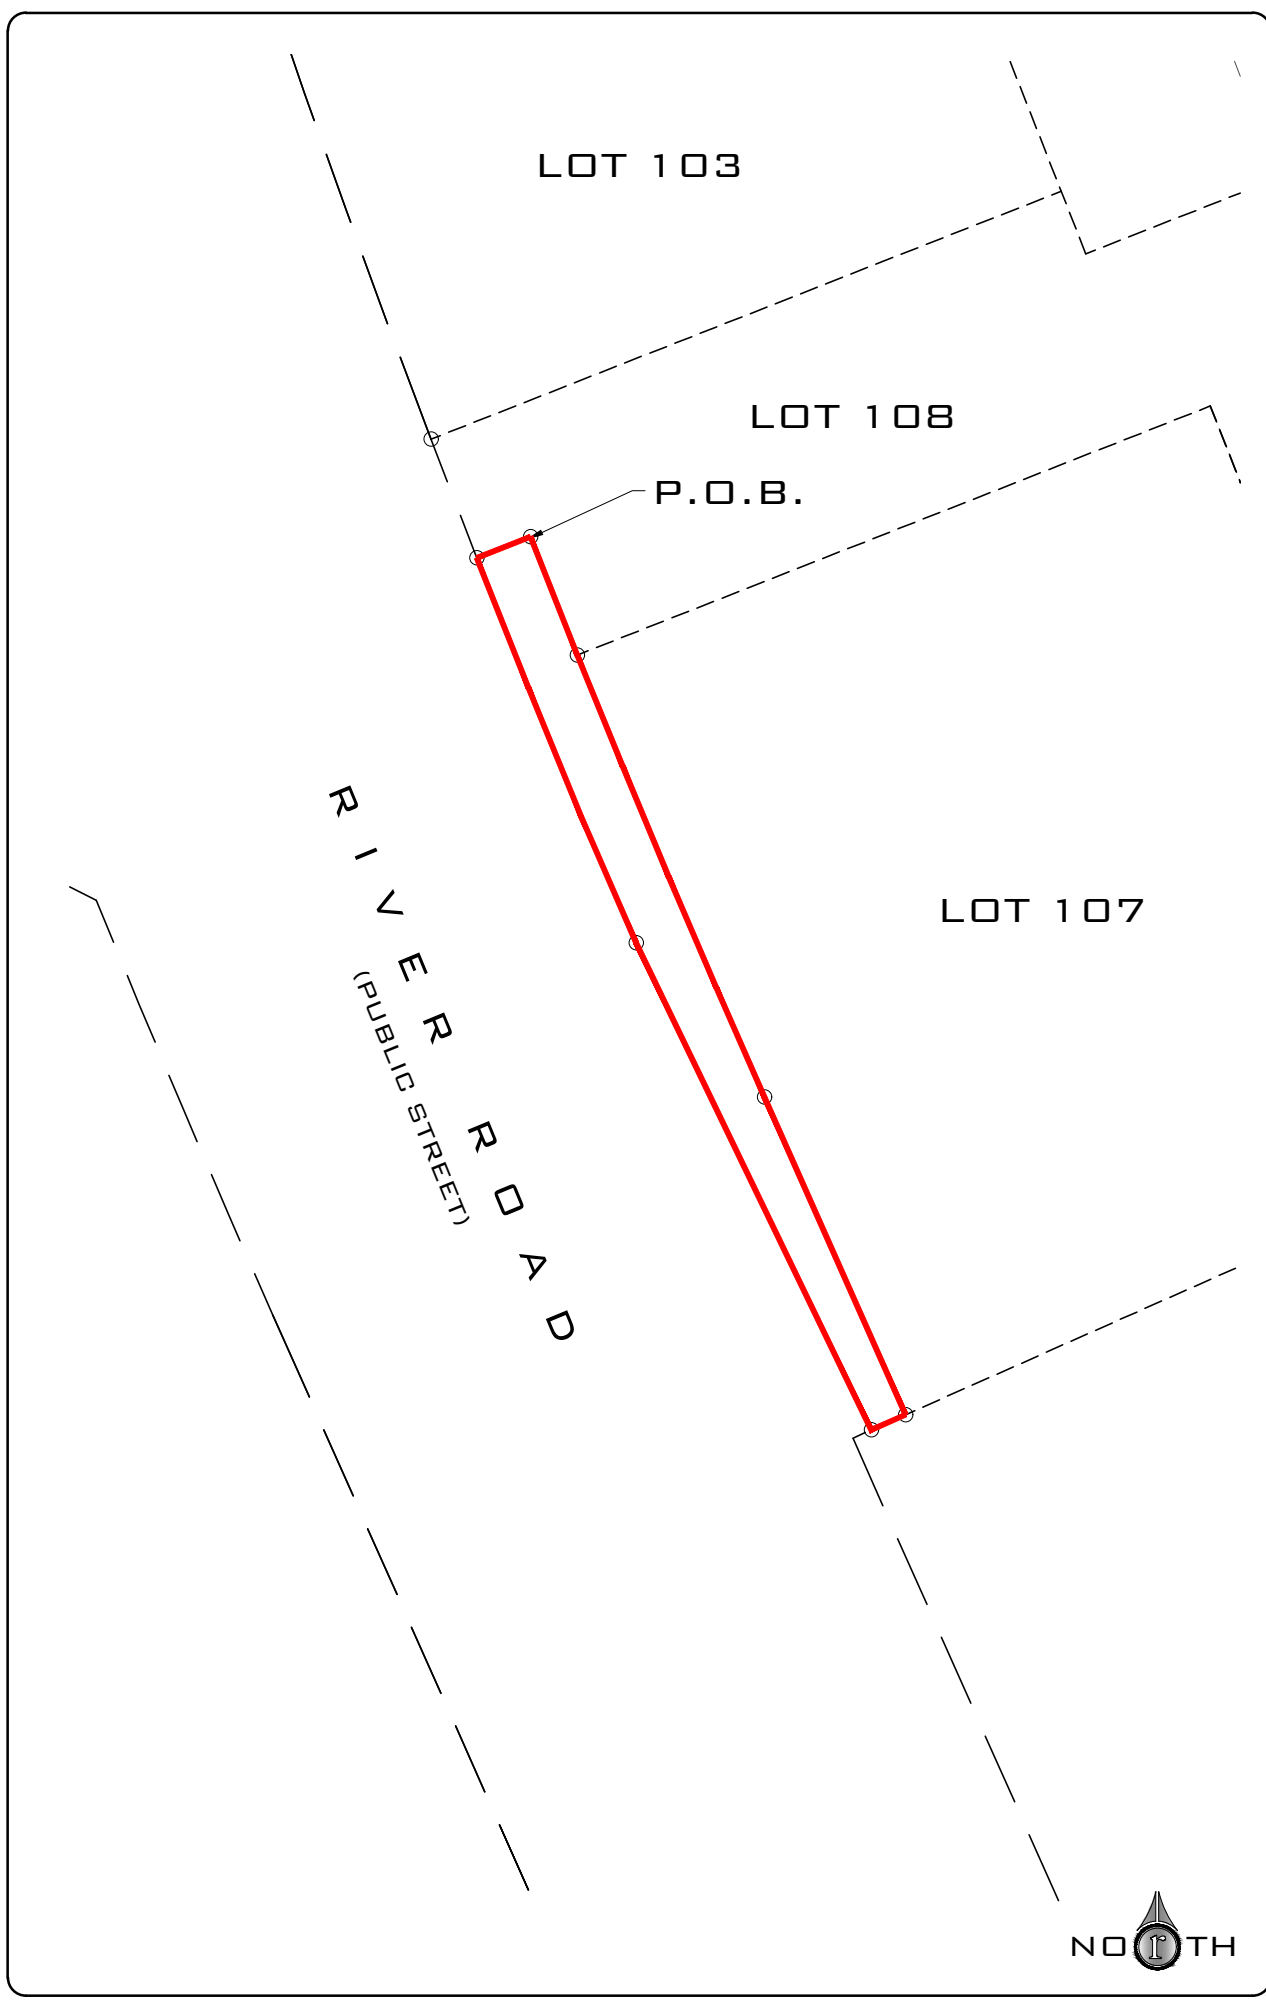 LOT 103
LOT 108
P.O.B.
RIVER ROAD
(PUBLIC STREET)
LOT 107
NOrTH